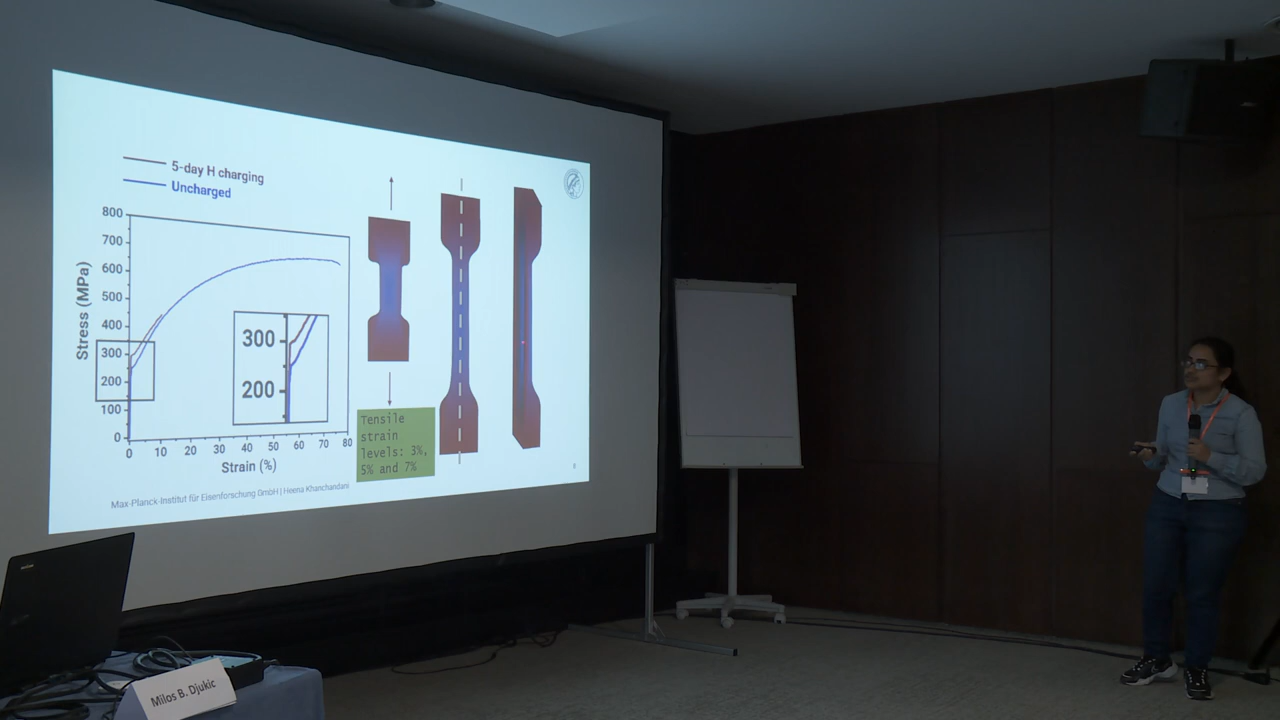 5-day H charging
Uncharged
800
700
600
500
400
300
200
100
0
Stress (MPa)
0 10 20 30 40 50 60 70 80
Strain (%)
300
200
Tensile
strain
levels: 3%,
5% and 7%
Max-Planck-Institut für Eisenforschung GmbH | Heena Khanchandani
8
Milos B. Djukic